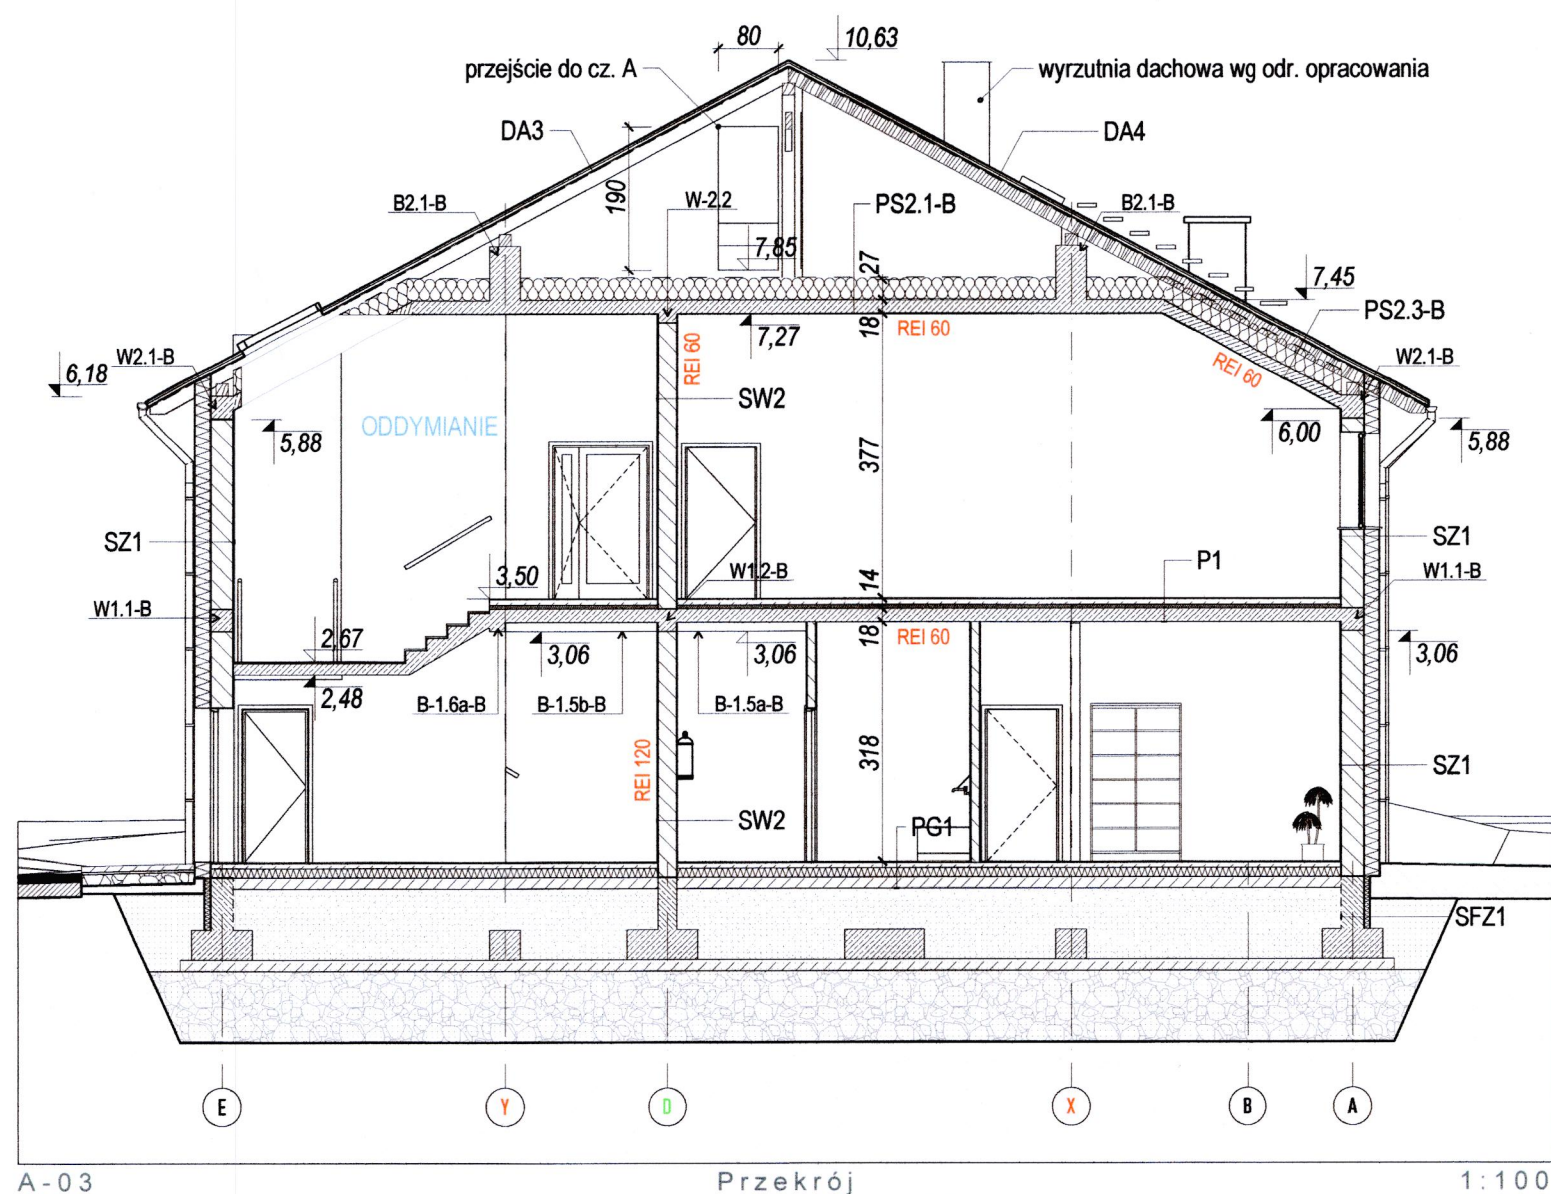 80
10,63
przejście do cz. A
wyrzutnia dachowa wg odr. opracowania
DA3
DA4
190
B2.1-B
W-2.2
PS2.1-B
B2.1-B
7,85
27
7,45
18
REI 60
7,27
PS2.3-B
REI 60
W2.1-B
REI 60
W2.1-B
6,18
SW2
ODDYMIANIE
5,88
6,00
5,88
377
SZ1
SZ1
3,50
14
W1.2-B
P1
W1.1-B
W1.1-B
2,67
18
REI 60
3,06
3,06
3,06
2,48
B-1.6a-B
B-1.5b-B
B-1.5a-B
318
REI 120
SZ1
SW2
PG1
SFZ1
E
Y
D
X
B
A
A-03
Przekrój
1:100